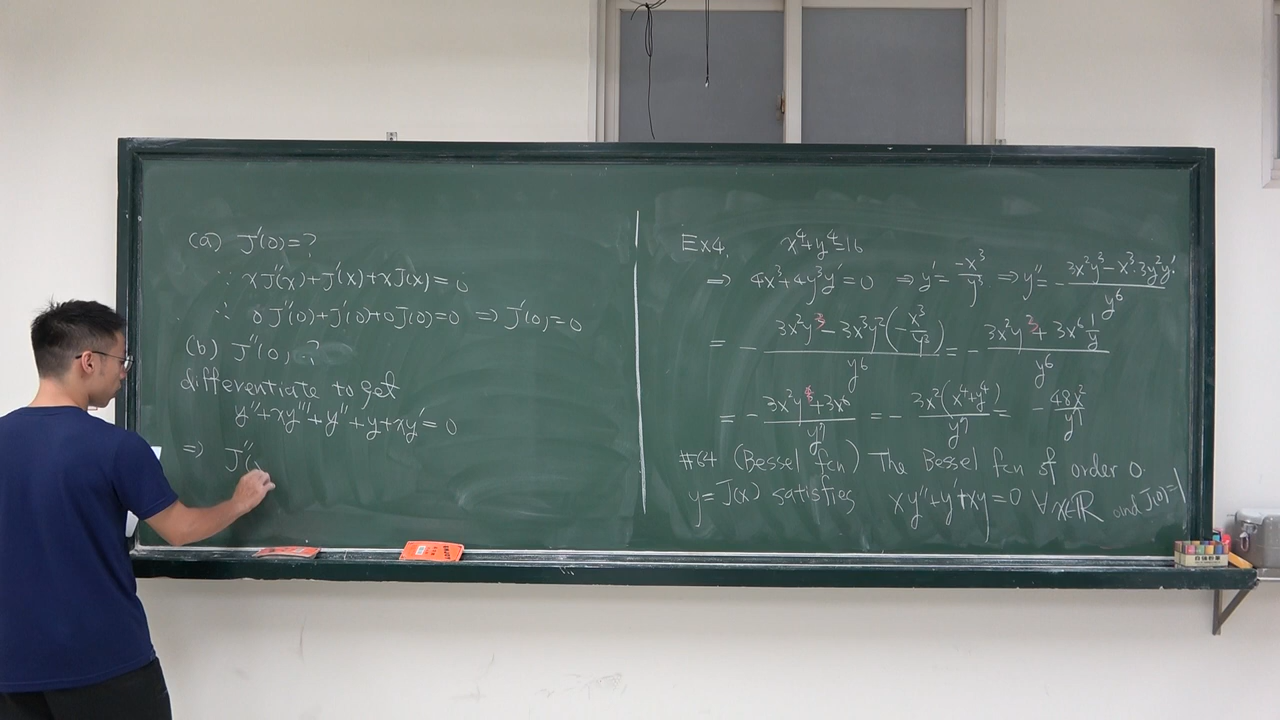 (a) J'(0)=?
∵ xJ''(x)+J'(x)+xJ(x)=0
∴ 0J''(0)+J'(0)+0J(0)=0 ⇒ J'(0)=0
(b) J''(0) ?
differentiate to get
y''+xy'''+y''+y+xy'=0
⇒ J''(
Ex4. x⁴+y⁴=16
⇒ 4x³+4y³y'=0 ⇒ y'= -x³/y³ ⇒ y''= - (3x²y³-x³·3y²y')/y⁶
= - (3x²y³-3x³y²(-x³/y³))/y⁶ = - (3x²y³+3x⁶ 1/y)/y⁶
= - (3x²y⁴+3x⁶)/y⁷ = - (3x²(x⁴+y⁴))/y⁷ = - 48x²/y⁷
#64 (Bessel fcn) The Bessel fcn of order 0.
y=J(x) satisfies xy''+y'+xy=0 ∀x∈ℝ and J(0)=1